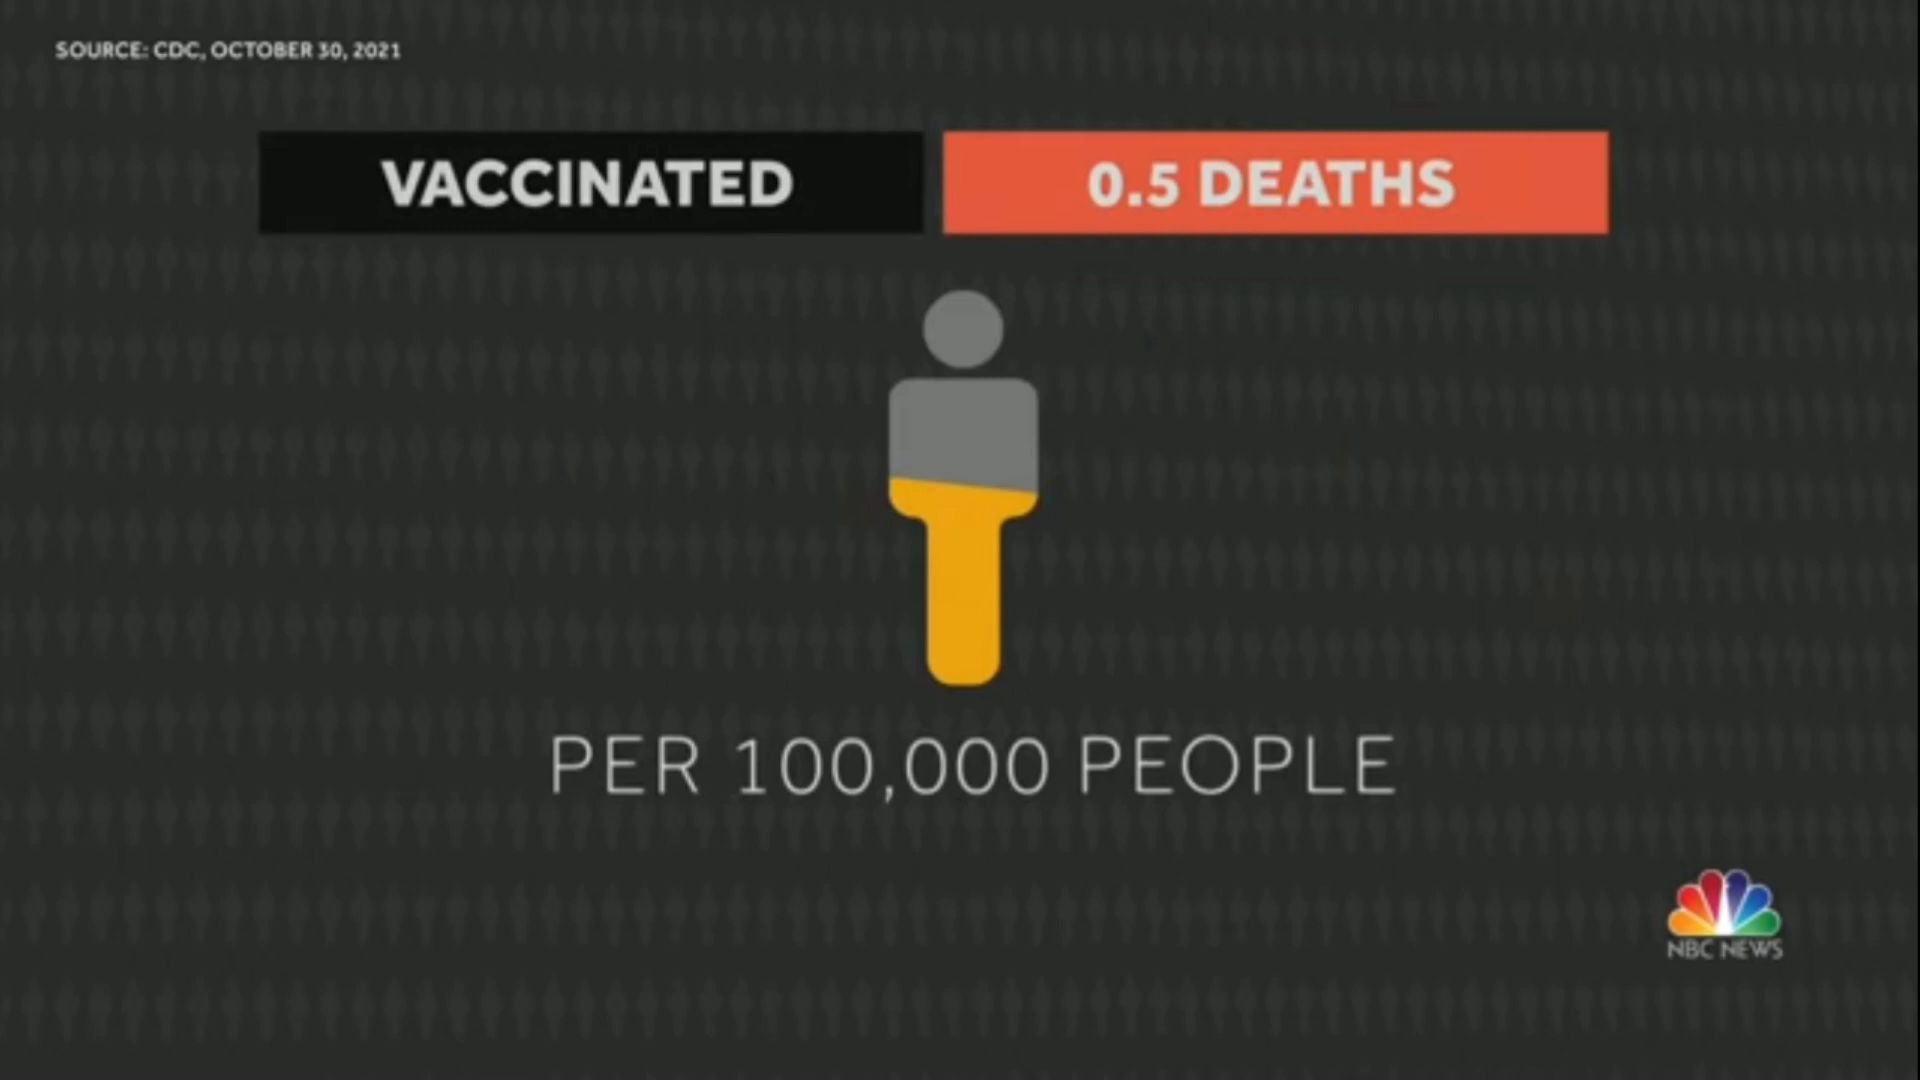 SOURCE: CDC, OCTOBER 30, 2021
VACCINATED
0.5 DEATHS
PER 100,000 PEOPLE
NBC NEWS